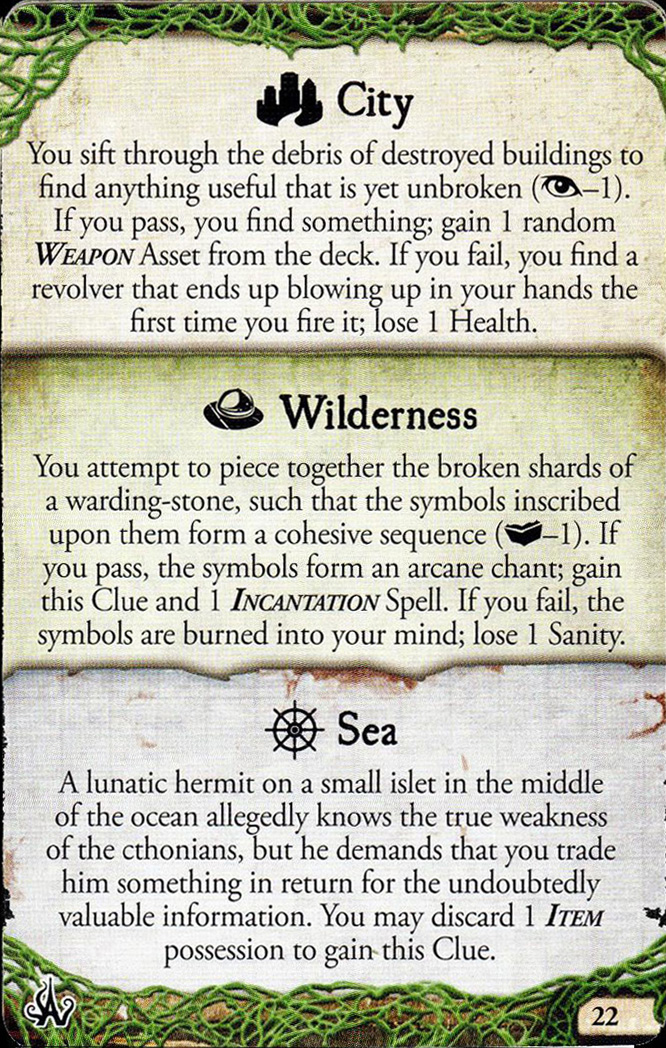 City
You sift through the debris of destroyed buildings to
find anything useful that is yet unbroken (–1).
If you pass, you find something; gain 1 random
WEAPON Asset from the deck. If you fail, you find a
revolver that ends up blowing up in your hands the
first time you fire it; lose 1 Health.
Wilderness
You attempt to piece together the broken shards of
a warding-stone, such that the symbols inscribed
upon them form a cohesive sequence (–1). If
you pass, the symbols form an arcane chant; gain
this Clue and 1 INCANTATION Spell. If you fail, the
symbols are burned into your mind; lose 1 Sanity.
Sea
A lunatic hermit on a small islet in the middle
of the ocean allegedly knows the true weakness
of the cthonians, but he demands that you trade
him something in return for the undoubtedly
valuable information. You may discard 1 ITEM
possession to gain this Clue.
22